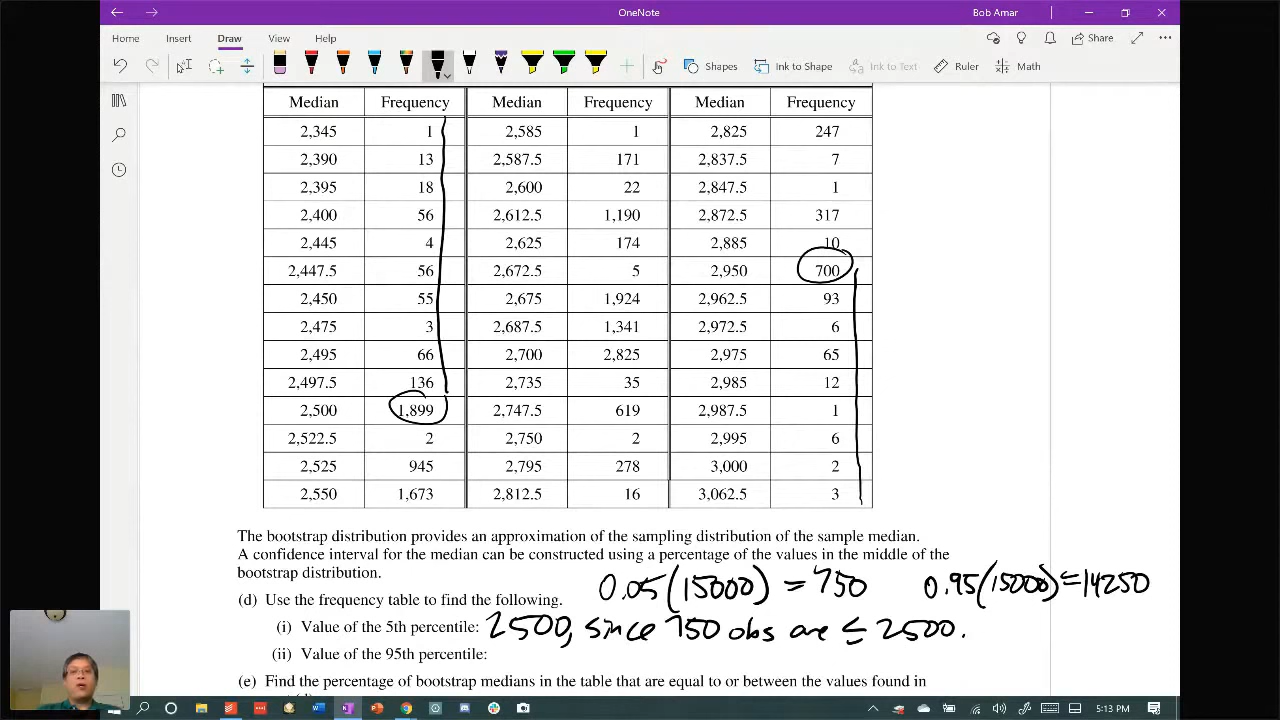 OneNote
Bob Amar
Home Insert Draw View Help
Share
Shapes Ink to Shape Ink to Text Ruler Math
Median Frequency Median Frequency Median Frequency
2,345 1 2,585 1 2,825 247
2,390 13 2,587.5 171 2,837.5 7
2,395 18 2,600 22 2,847.5 1
2,400 56 2,612.5 1,190 2,872.5 317
2,445 4 2,625 174 2,885 10
2,447.5 56 2,672.5 5 2,950 700
2,450 55 2,675 1,924 2,962.5 93
2,475 3 2,687.5 1,341 2,972.5 6
2,495 66 2,700 2,825 2,975 65
2,497.5 136 2,735 35 2,985 12
2,500 1,899 2,747.5 619 2,987.5 1
2,522.5 2 2,750 2 2,995 6
2,525 945 2,795 278 3,000 2
2,550 1,673 2,812.5 16 3,062.5 3
The bootstrap distribution provides an approximation of the sampling distribution of the sample median.
A confidence interval for the median can be constructed using a percentage of the values in the middle of the
bootstrap distribution.
0.05(15000) = 750 0.95(15000) = 14250
(d) Use the frequency table to find the following.
(i) Value of the 5th percentile: 2500, since 750 obs are ≤ 2500.
(ii) Value of the 95th percentile:
(e) Find the percentage of bootstrap medians in the table that are equal to or between the values found in
5:13 PM